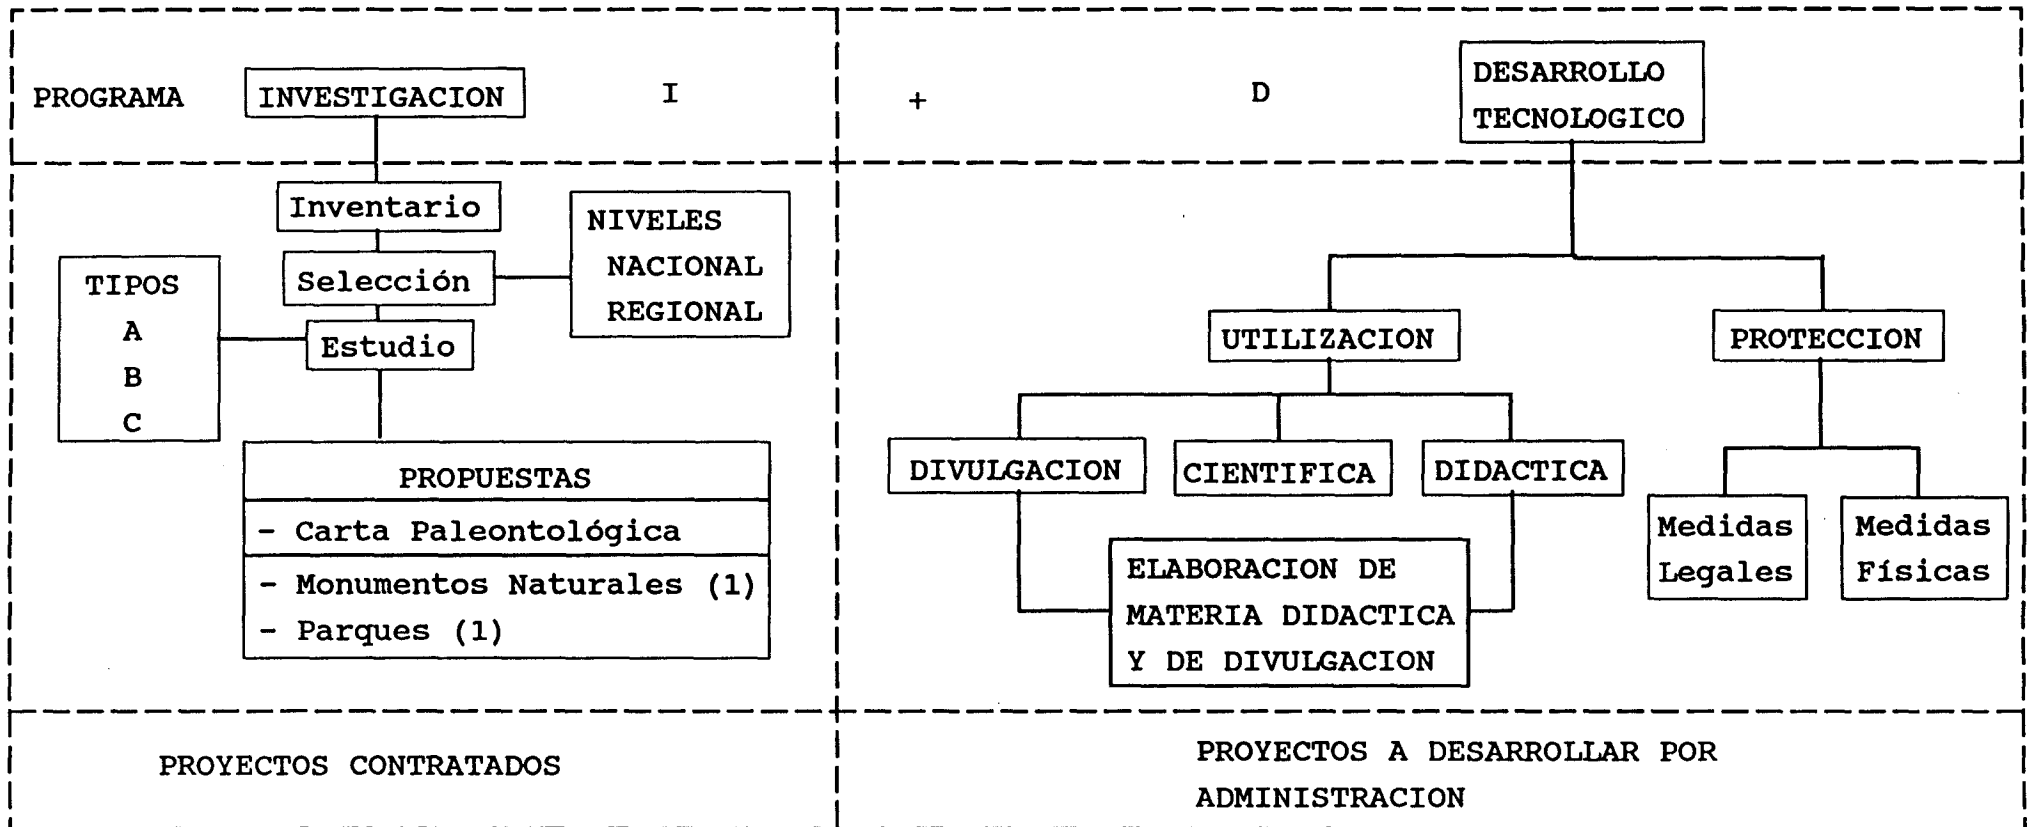 PROGRAMA
INVESTIGACION
I
+
D
DESARROLLO
TECNOLOGICO
Inventario
Selección
Estudio
NIVELES
NACIONAL
REGIONAL
TIPOS
A
B
C
PROPUESTAS
- Carta Paleontológica
- Monumentos Naturales (1)
- Parques (1)
UTILIZACION
PROTECCION
DIVULGACION
CIENTIFICA
DIDACTICA
ELABORACION DE
MATERIA DIDACTICA
Y DE DIVULGACION
Medidas
Legales
Medidas
Físicas
PROYECTOS CONTRATADOS
PROYECTOS A DESARROLLAR POR
ADMINISTRACION